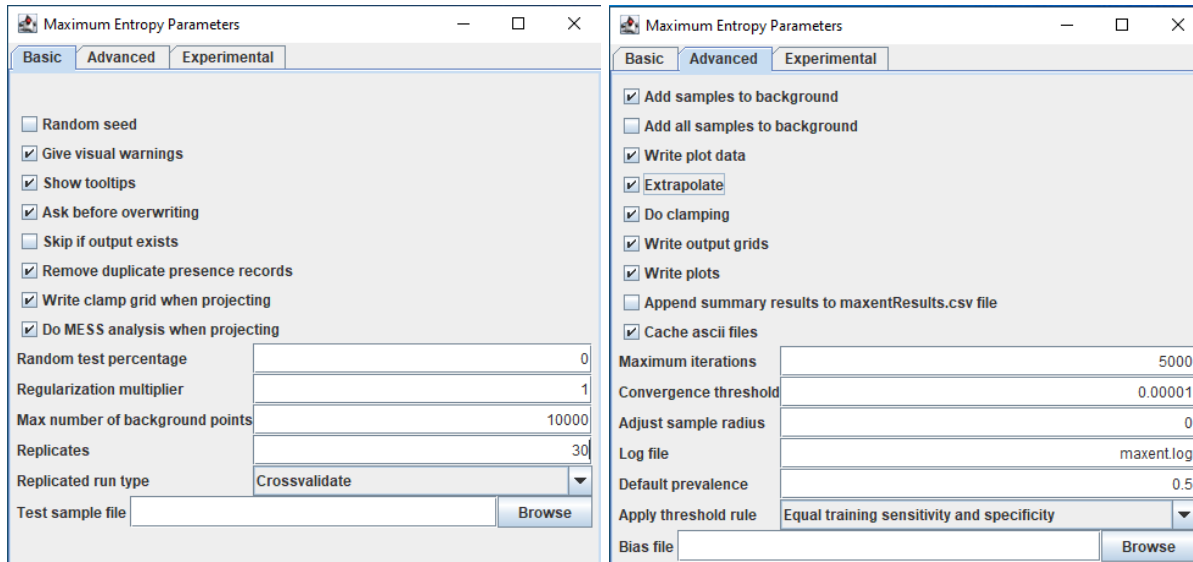 Maximum Entropy Parameters
Basic Advanced Experimental
Random seed
Give visual warnings
Show tooltips
Ask before overwriting
Skip if output exists
Remove duplicate presence records
Write clamp grid when projecting
Do MESS analysis when projecting
Random test percentage 0
Regularization multiplier 1
Max number of background points 10000
Replicates 30
Replicated run type Crossvalidate
Test sample file Browse
Maximum Entropy Parameters
Basic Advanced Experimental
Add samples to background
Add all samples to background
Write plot data
Extrapolate
Do clamping
Write output grids
Write plots
Append summary results to maxentResults.csv file
Cache ascii files
Maximum iterations 5000
Convergence threshold 0.00001
Adjust sample radius 0
Log file maxent.log
Default prevalence 0.5
Apply threshold rule Equal training sensitivity and specificity
Bias file Browse